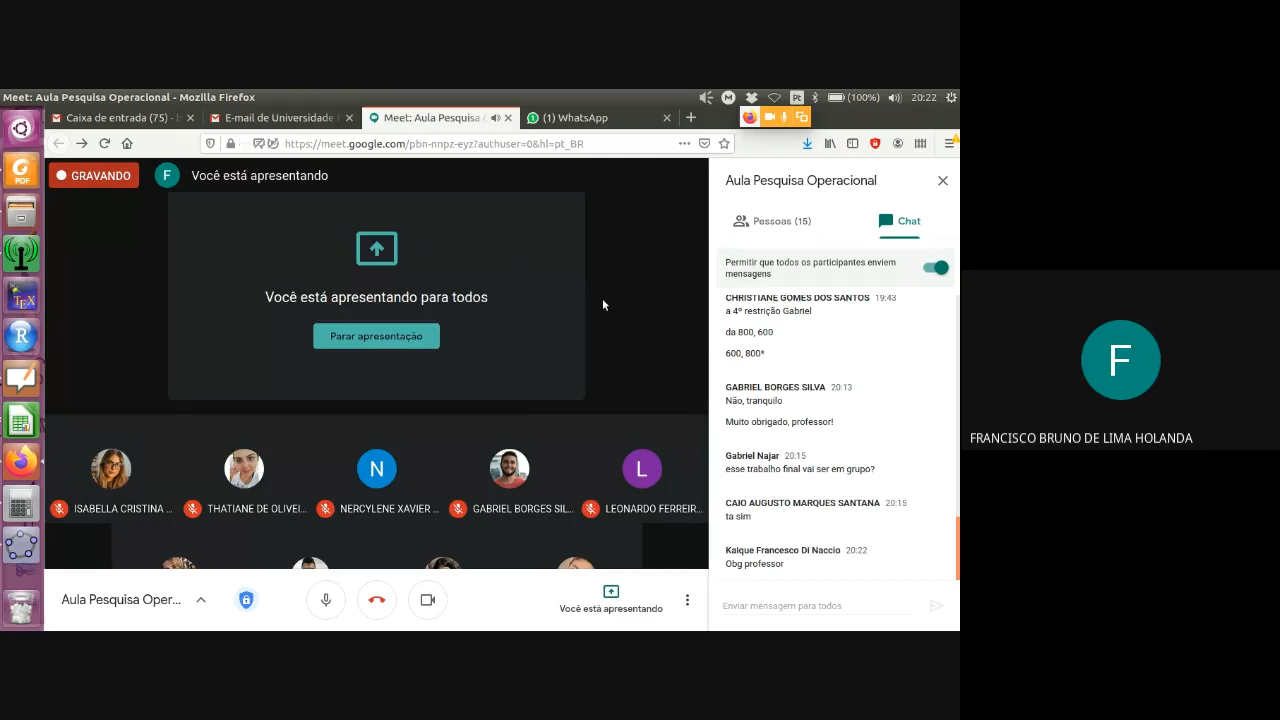 Meet: Aula Pesquisa Operacional - Mozilla Firefox
M
Pt
(100%)
20:22
Caixa de entrada (75) -
E-mail de Universidade
Meet: Aula Pesquisa
(1) WhatsApp
https://meet.google.com/pbn-nnpz-eyz?authuser=0&hl=pt_BR
GRAVANDO
F
Você está apresentando
Você está apresentando para todos
Parar apresentação
PDF
TEX
R
N
L
ISABELLA CRISTINA ...
THATIANE DE OLIVEI...
NERCYLENE XAVIER ...
GABRIEL BORGES SIL...
LEONARDO FERREIR...
Aula Pesquisa Oper...
Você está apresentando
Aula Pesquisa Operacional
Pessoas (15)
Chat
Permitir que todos os participantes enviem
mensagens
CHRISTIANE GOMES DOS SANTOS 19:43
a 4º restrição Gabriel
da 800, 600
600, 800*
GABRIEL BORGES SILVA 20:13
Não, tranquilo
Muito obrigado, professor!
Gabriel Najar 20:15
esse trabalho final vai ser em grupo?
CAIO AUGUSTO MARQUES SANTANA 20:15
ta sim
Kaique Francesco Di Naccio 20:22
Obg professor
Enviar mensagem para todos
F
FRANCISCO BRUNO DE LIMA HOLANDA